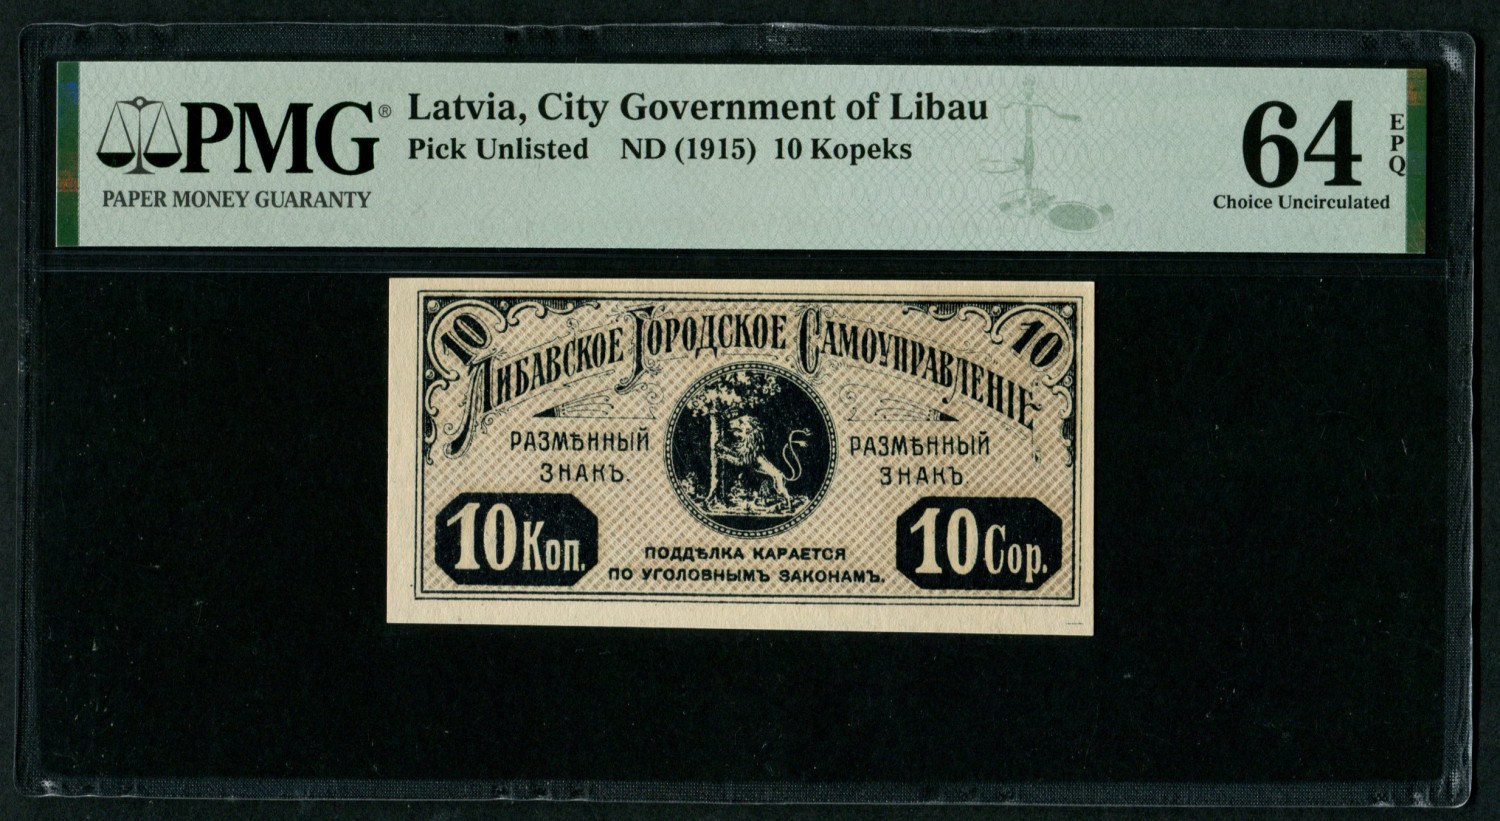 PMG®
PAPER MONEY GUARANTY
Latvia, City Government of Libau
Pick Unlisted ND (1915) 10 Kopeks
64 EPQ
Choice Uncirculated
10 10
Либавское Городское Самоуправленіе
РАЗМѢННЫЙ
ЗНАКЪ.
РАЗМѢННЫЙ
ЗНАКЪ.
10 Коп.
10 Cop.
ПОДДѢЛКА КАРАЕТСЯ
ПО УГОЛОВНЫМЪ ЗАКОНАМЪ.